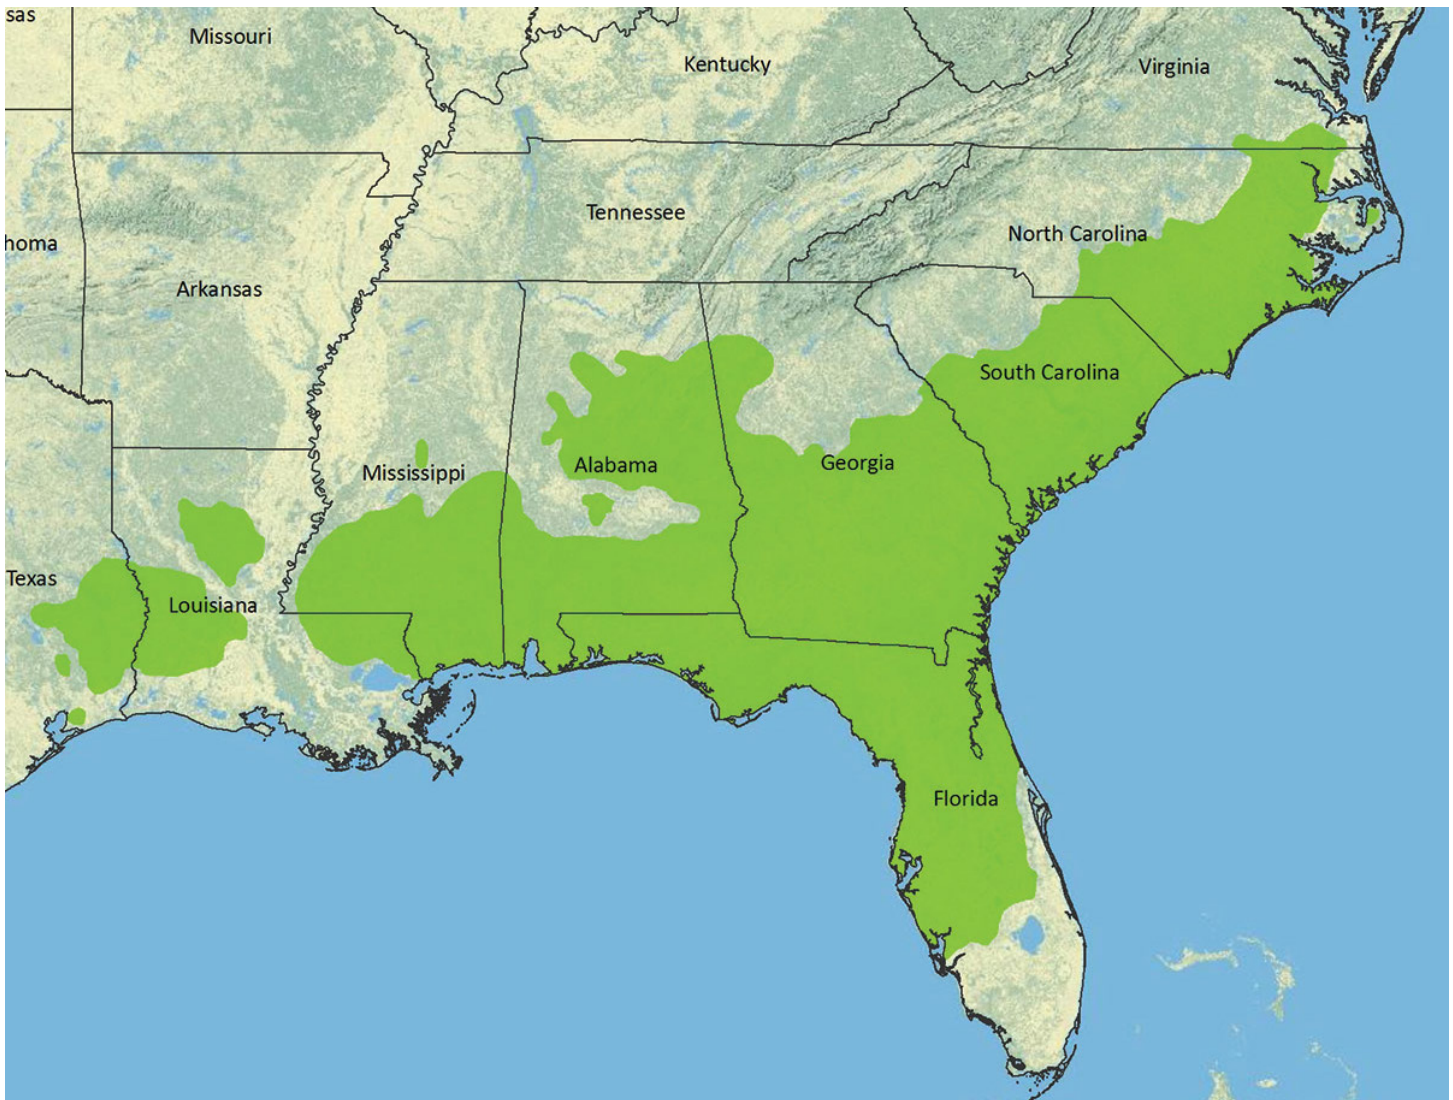 sas
Missouri
Kentucky
Virginia
Tennessee
North Carolina
homa
Arkansas
South Carolina
Mississippi
Alabama
Georgia
Texas
Louisiana
Florida